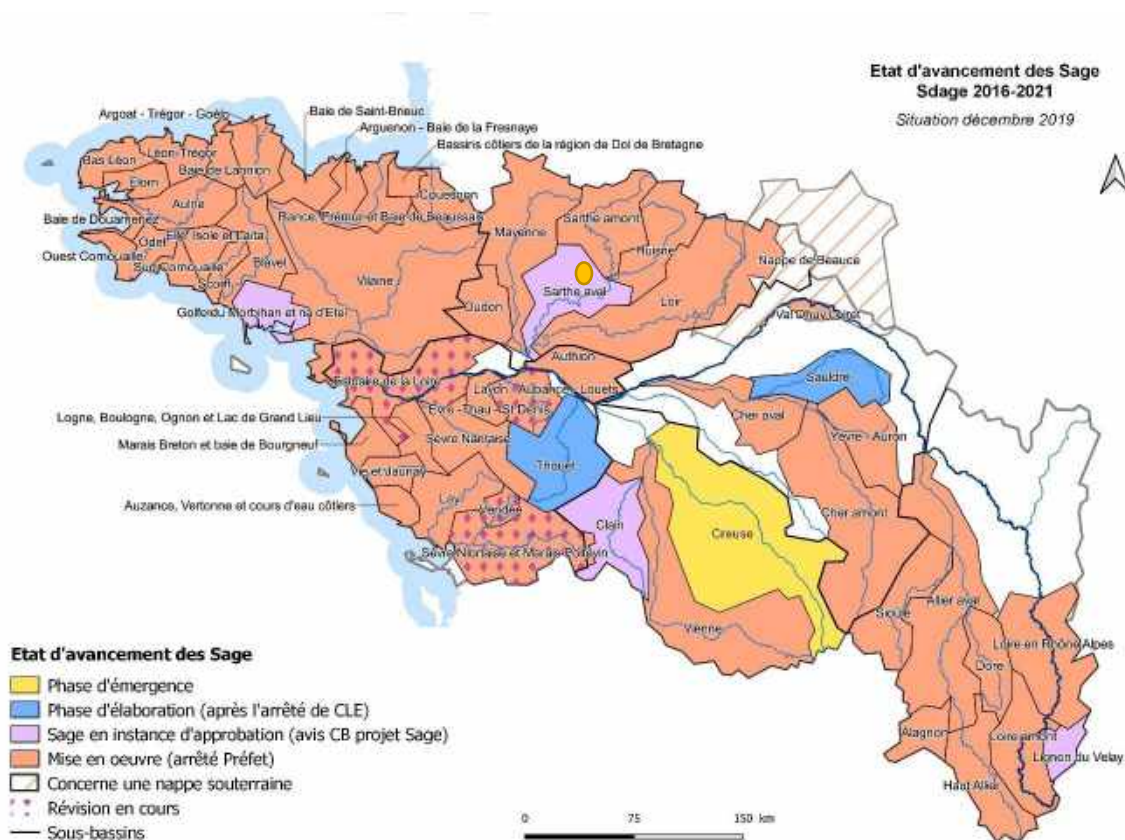 Etat d'avancement des Sage
Sdage 2016-2021
Situation décembre 2019
Argoat - Trégor - Goëlo
Baie de Saint-Brieuc
Arguenon - Baie de la Fresnaye
Bassins côtiers de la région de Dol de Bretagne
Bas Léon
Léon-Trégor
Baie de Lannion
Elorn
Aulne
Couesnon
Rance, Frémur et Baie de Beaussais
Baie de Douarnenez
Odet
Ellé Isole et Laïta
Ouest Cornouaille
Sud Cornouaille
Scorff
Blavet
Vilaine
Golfe du Morbihan et ria d'Etel
Mayenne
Sarthe amont
Huisne
Sarthe aval
Oudon
Loir
Nappe de Beauce
Val Dhuy Loiret
Authion
Estuaire de la Loire
Layon - Aubance - Louets
Evre - Thau - St Denis
Sauldre
Cher aval
Yèvre - Auron
Logne, Boulogne, Ognon et Lac de Grand Lieu
Marais Breton et baie de Bourgneuf
Sèvre Nantaise
Thouet
Vie et Jaunay
Auzance, Vertonne et cours d'eau côtiers
Lay
Vendée
Clain
Creuse
Cher amont
Sèvre Niortaise et Marais Poitevin
Vienne
Sioule
Allier aval
Dore
Loire en Rhône Alpes
Alagnon
Loire amont
Lignon du Velay
Haut Allier
Etat d'avancement des Sage
Phase d'émergence
Phase d'élaboration (après l'arrêté de CLE)
Sage en instance d'approbation (avis CB projet Sage)
Mise en oeuvre (arrêté Préfet)
Concerne une nappe souterraine
Révision en cours
Sous-bassins
0 75 150 km